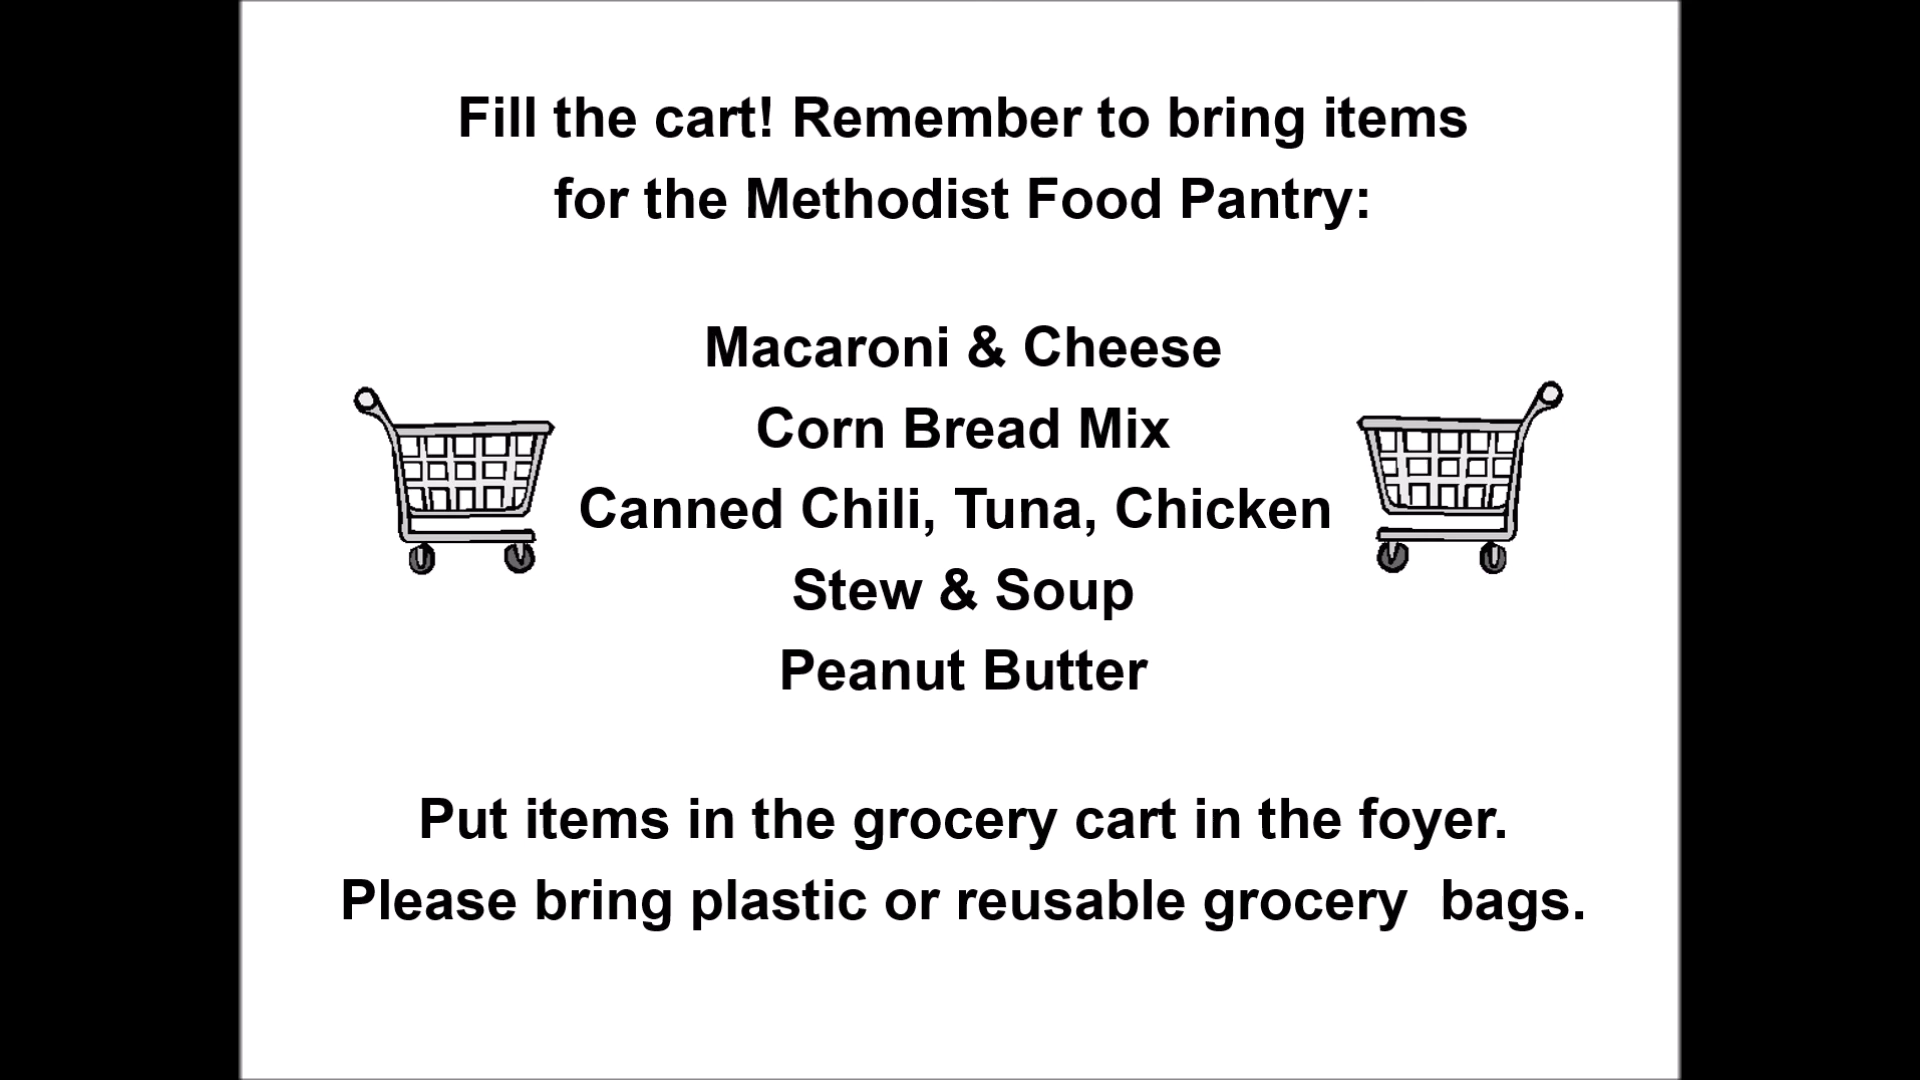 Fill the cart! Remember to bring items
for the Methodist Food Pantry:
Macaroni & Cheese
Corn Bread Mix
Canned Chili, Tuna, Chicken
Stew & Soup
Peanut Butter
Put items in the grocery cart in the foyer.
Please bring plastic or reusable grocery  bags.